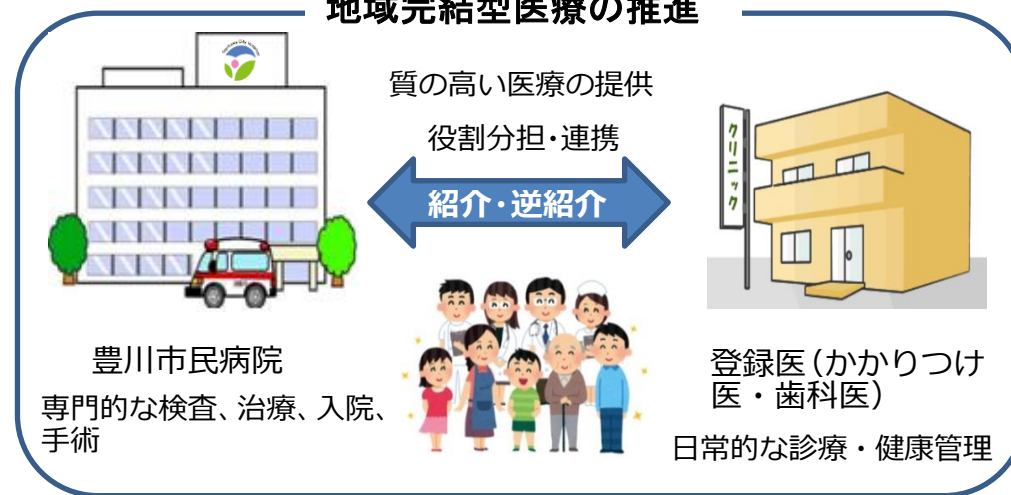 地域完結型医療の推進
質の高い医療の提供
役割分担・連携
紹介・逆紹介
クリニック
豊川市民病院
専門的な検査、治療、入院、
手術
登録医（かかりつけ
医・歯科医）
日常的な診療・健康管理